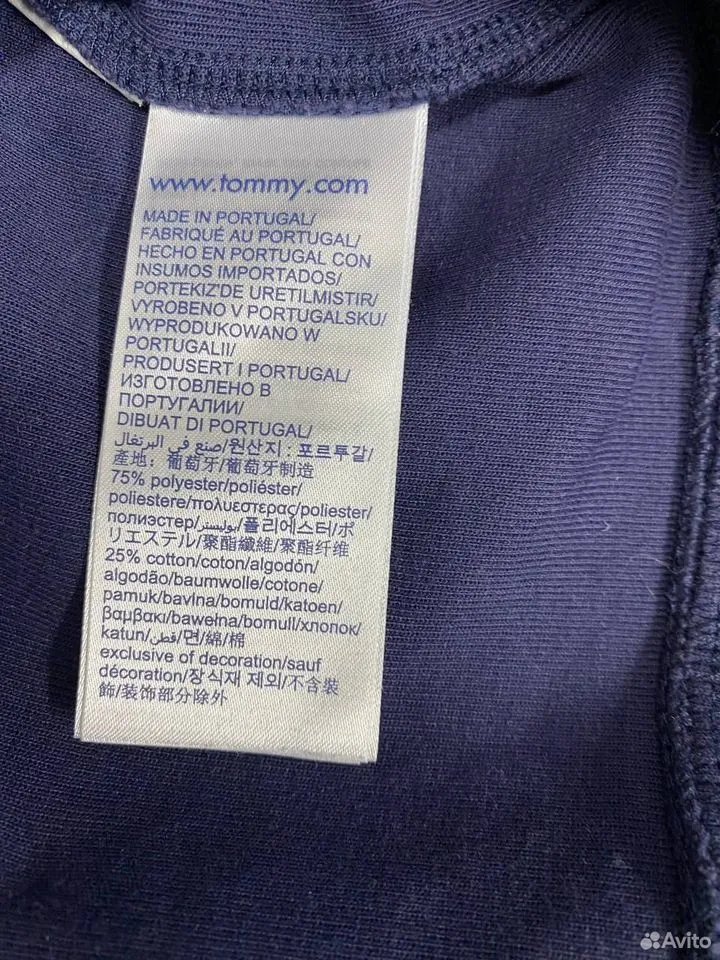 www.tommy.com
MADE IN PORTUGAL/
FABRIQUÉ AU PORTUGAL/
HECHO EN PORTUGAL CON
INSUMOS IMPORTADOS/
PORTEKIZ'DE URETILMISTIR/
VYROBENO V PORTUGALSKU/
WYPRODUKOWANO W
PORTUGALII/
PRODUSERT I PORTUGAL/
ИЗГОТОВЛЕНО В
ПОРТУГАЛИИ/
DIBUAT DI PORTUGAL/
صنع في البرتغال/원산지 : 포르투갈/
產地：葡萄牙/葡萄牙制造
75% polyester/poliéster/
poliestere/πολυεστερας/poliester/
полиэстер/بوليستر/폴리에스터/ポ
リエステル/聚酯纖維/聚酯纤维
25% cotton/coton/algodón/
algodão/baumwolle/cotone/
pamuk/bavlna/bomuld/katoen/
βαμβακι/bawełna/bomull/хлопок/
katun/قطن/면/綿/棉
exclusive of decoration/sauf
décoration/장식재 제외/不含裝
飾/装饰部分除外
Avito